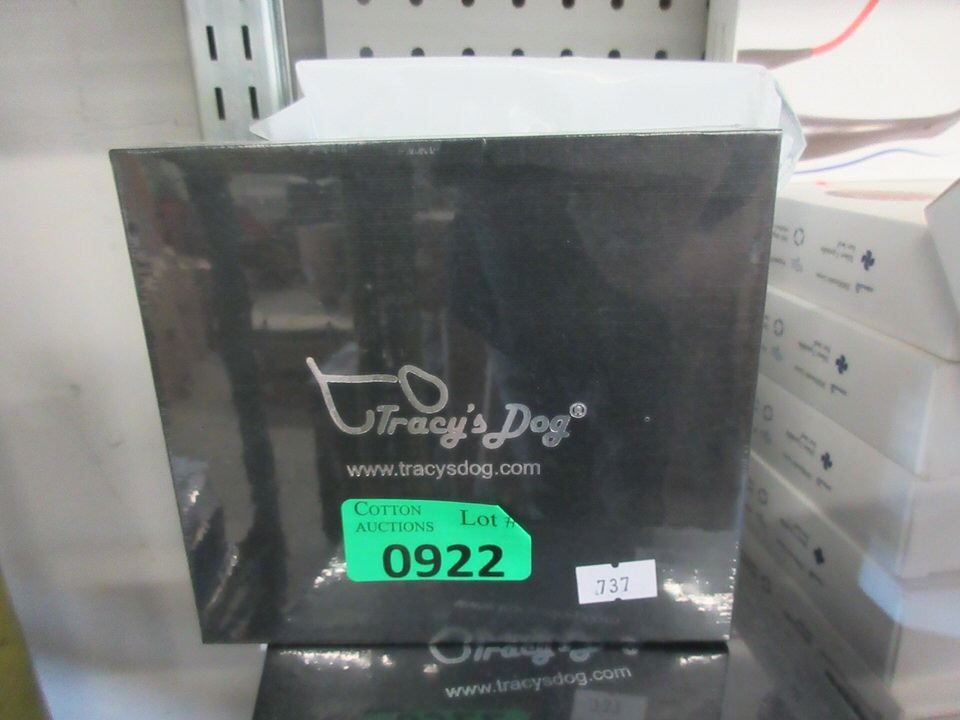 Tracy's Dog®
www.tracysdog.com
COTTON
AUCTIONS
Lot #
0922
737
Tracy's Dog
www.tracysdog.com